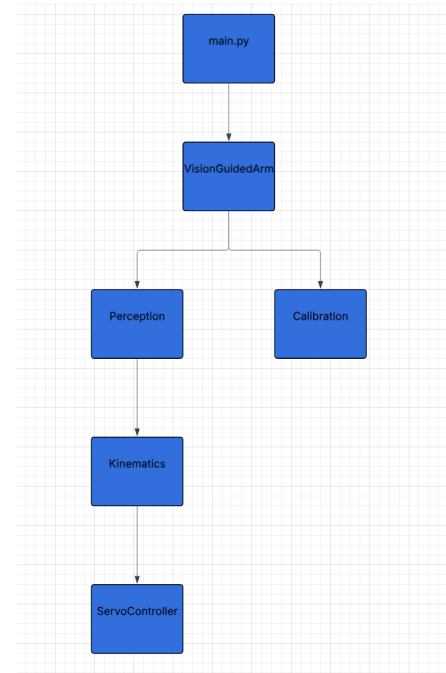 main.py
VisionGuidedArm
Perception
Calibration
Kinematics
ServoController